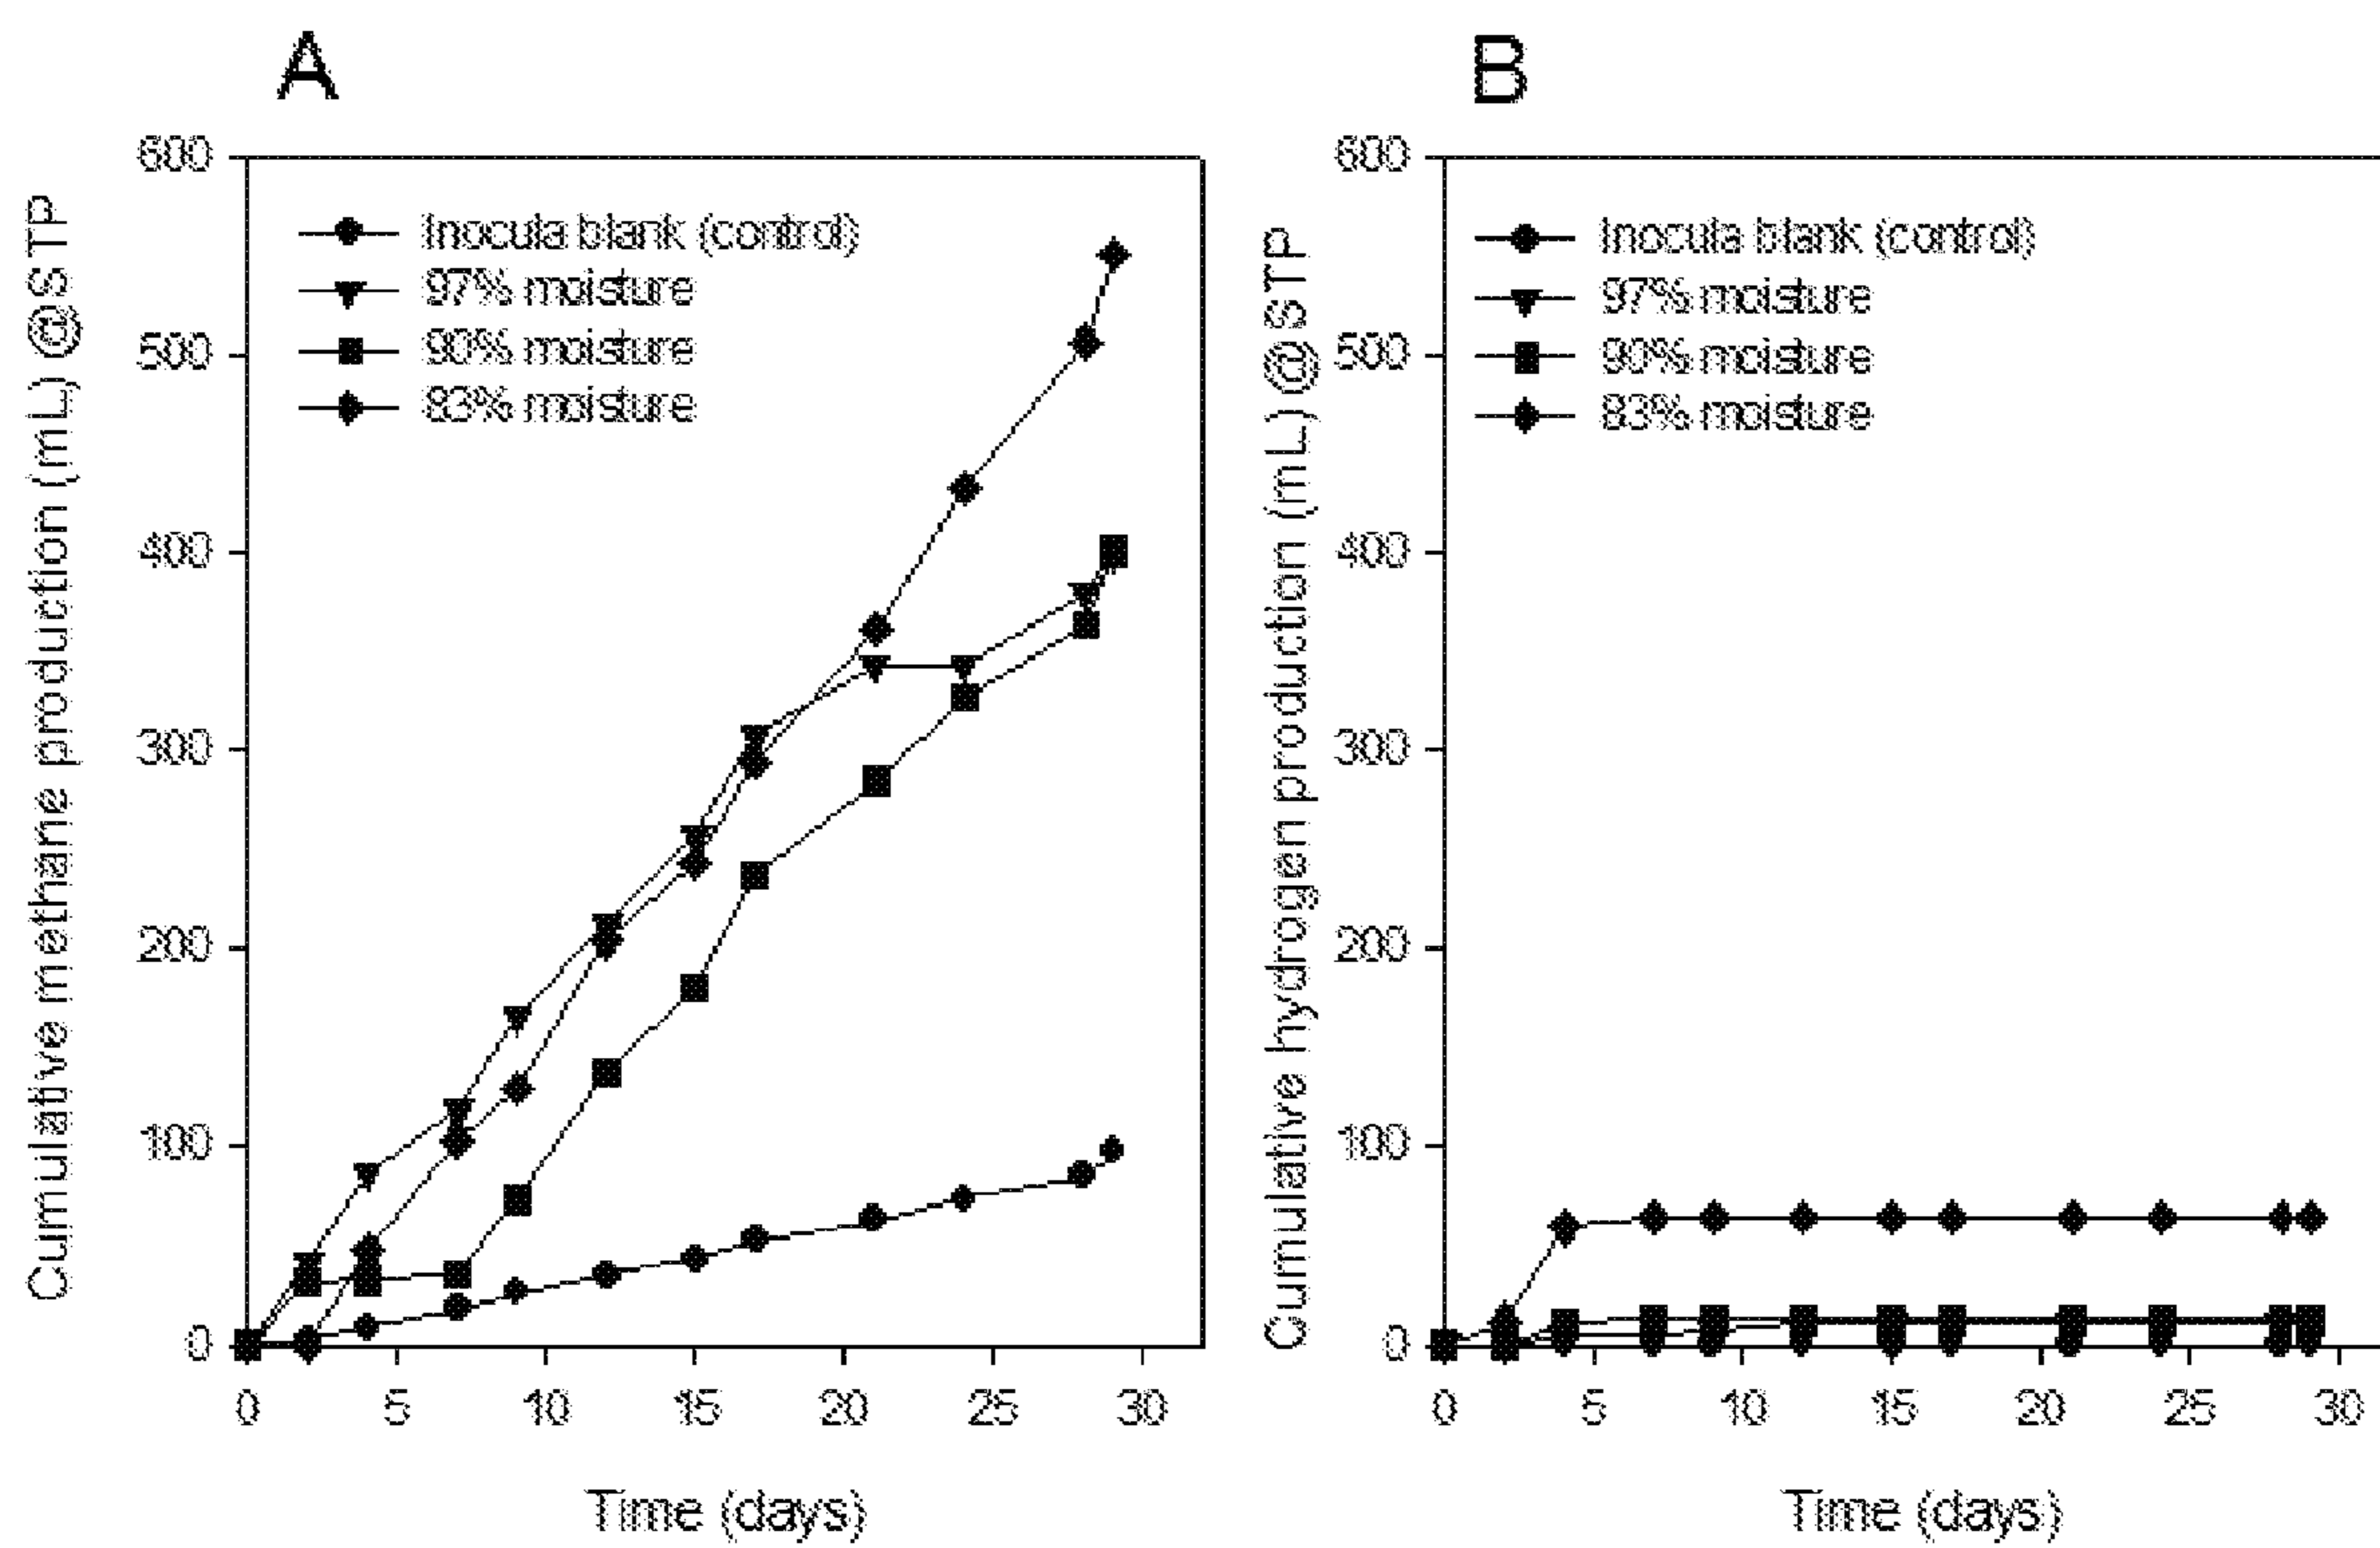 A
Cumulative methane production (mL) @STP
600
500
400
300
200
100
0
Inocula blank (control)
97% moisture
90% moisture
83% moisture
0 5 10 15 20 25 30
Time (days)
B
Cumulative hydrogen production (mL) @STP
600
500
400
300
200
100
0
Inocula blank (control)
97% moisture
90% moisture
83% moisture
0 5 10 15 20 25 30
Time (days)